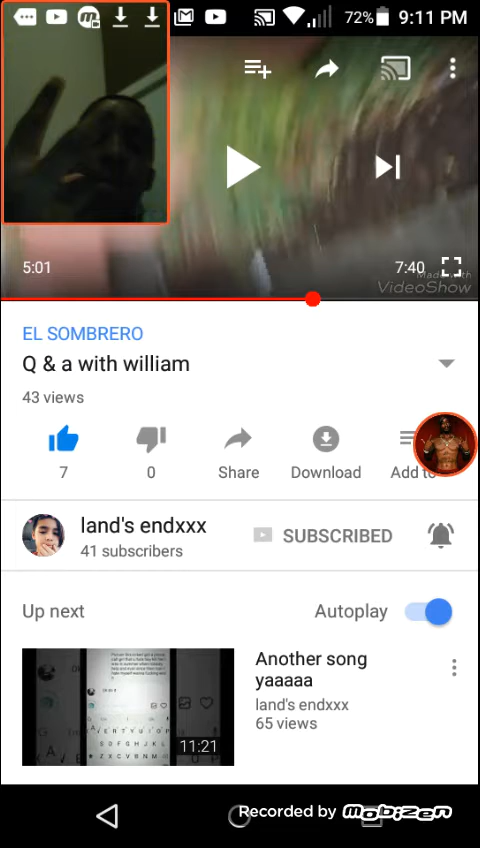 72% 9:11 PM
5:01
7:40
Made with
VideoShow
EL SOMBRERO
Q & a with william
43 views
7
0
Share
Download
Add to
land's endxxx
41 subscribers
SUBSCRIBED
Up next
Autoplay
Another song
yaaaaa
land's endxxx
65 views
11:21
Recorded by Mobizen